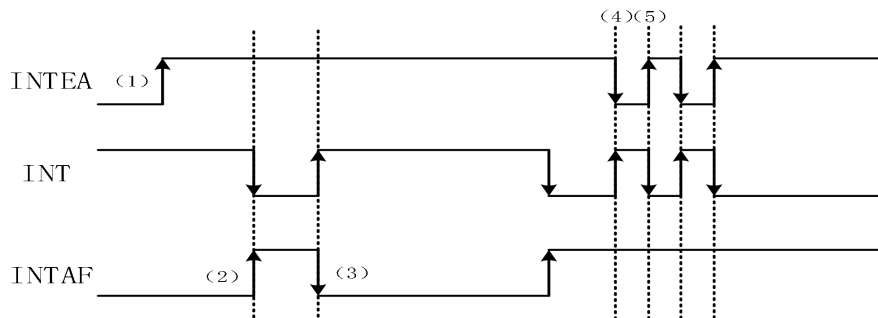 (4)(5)
INTEA (1)
INT
INTAF (2) (3)